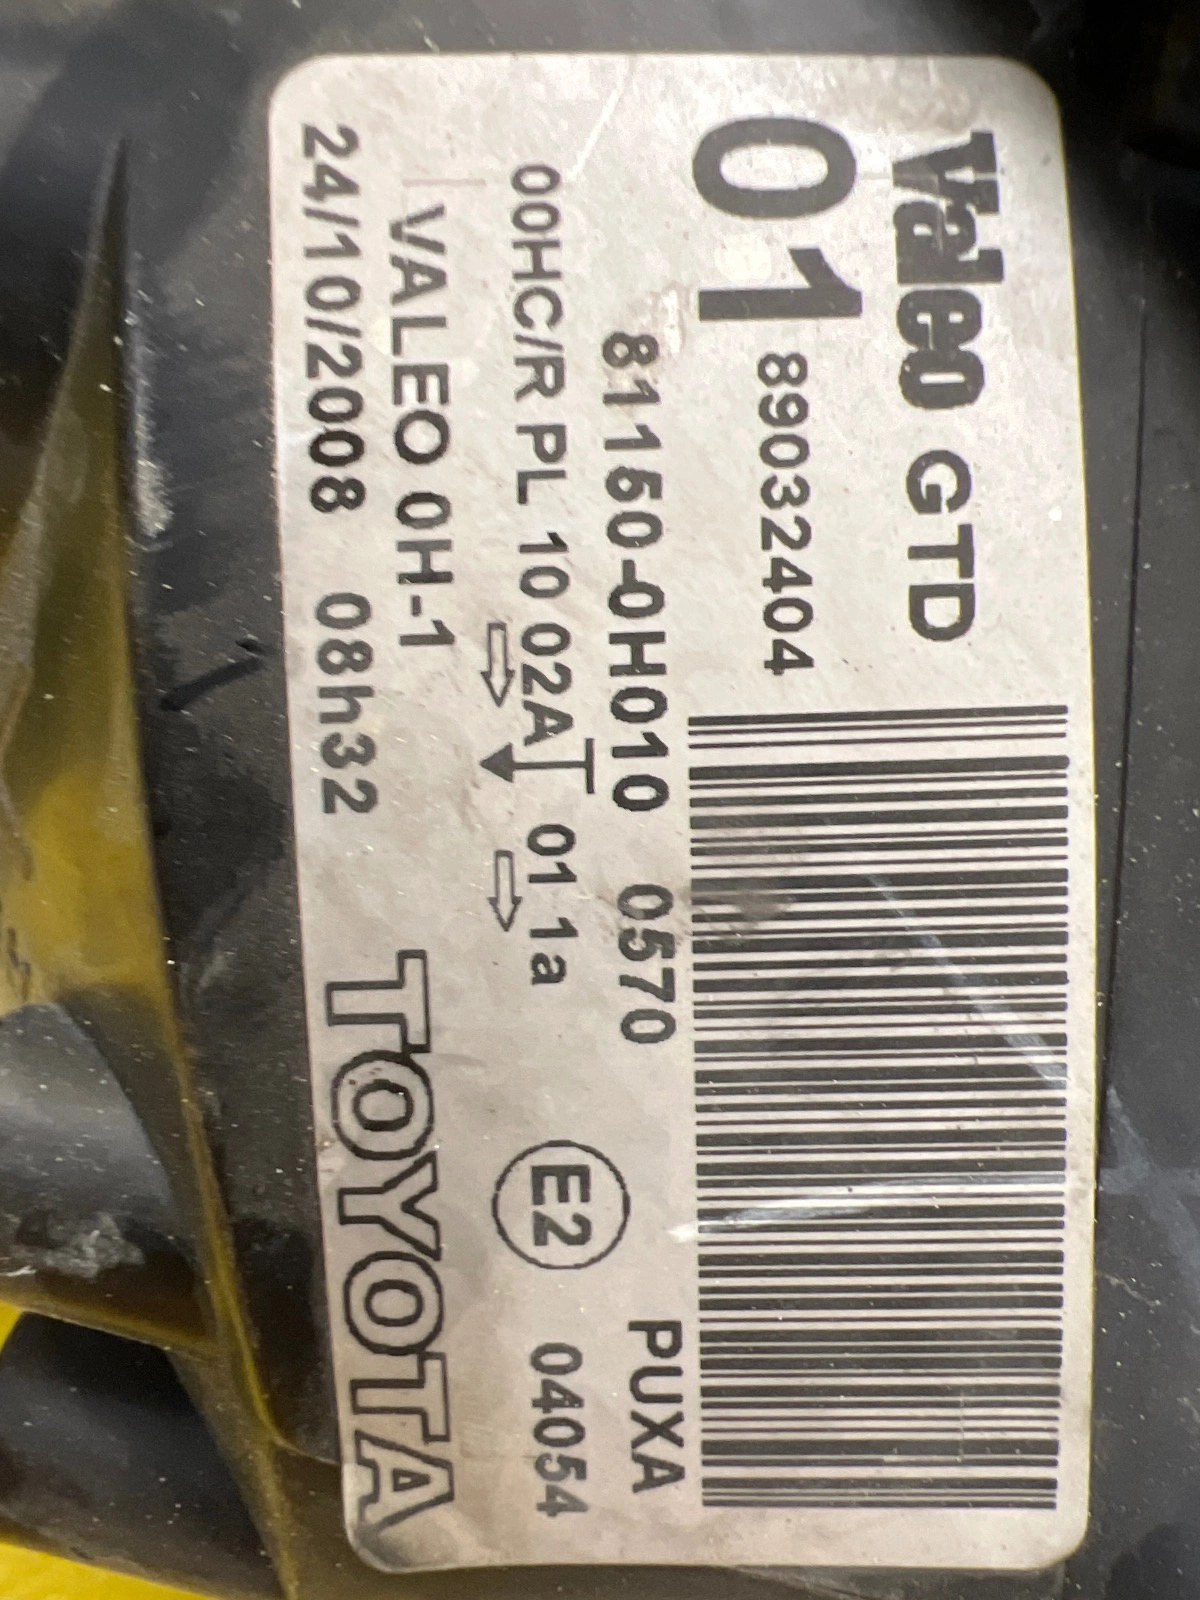 Valeo GTD
01 89032404
81150-0H010 0570 PUXA
00HC/R PL 10 02A 01 1a E2 04054
VALEO 0H-1
24/10/2008 08h32 TOYOTA